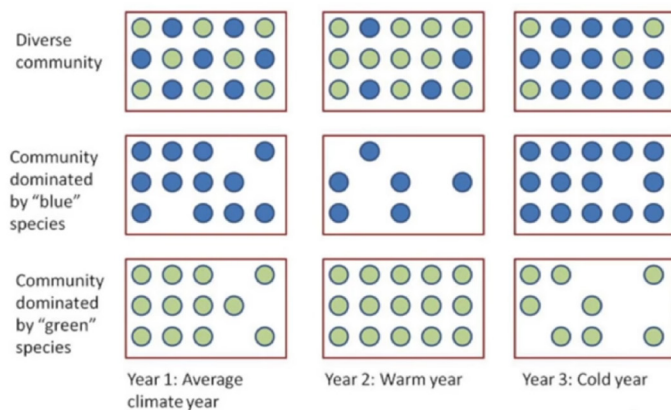 Diverse
community
Community
dominated
by “blue”
species
Community
dominated
by “green”
species
Year 1: Average
climate year
Year 2: Warm year
Year 3: Cold year